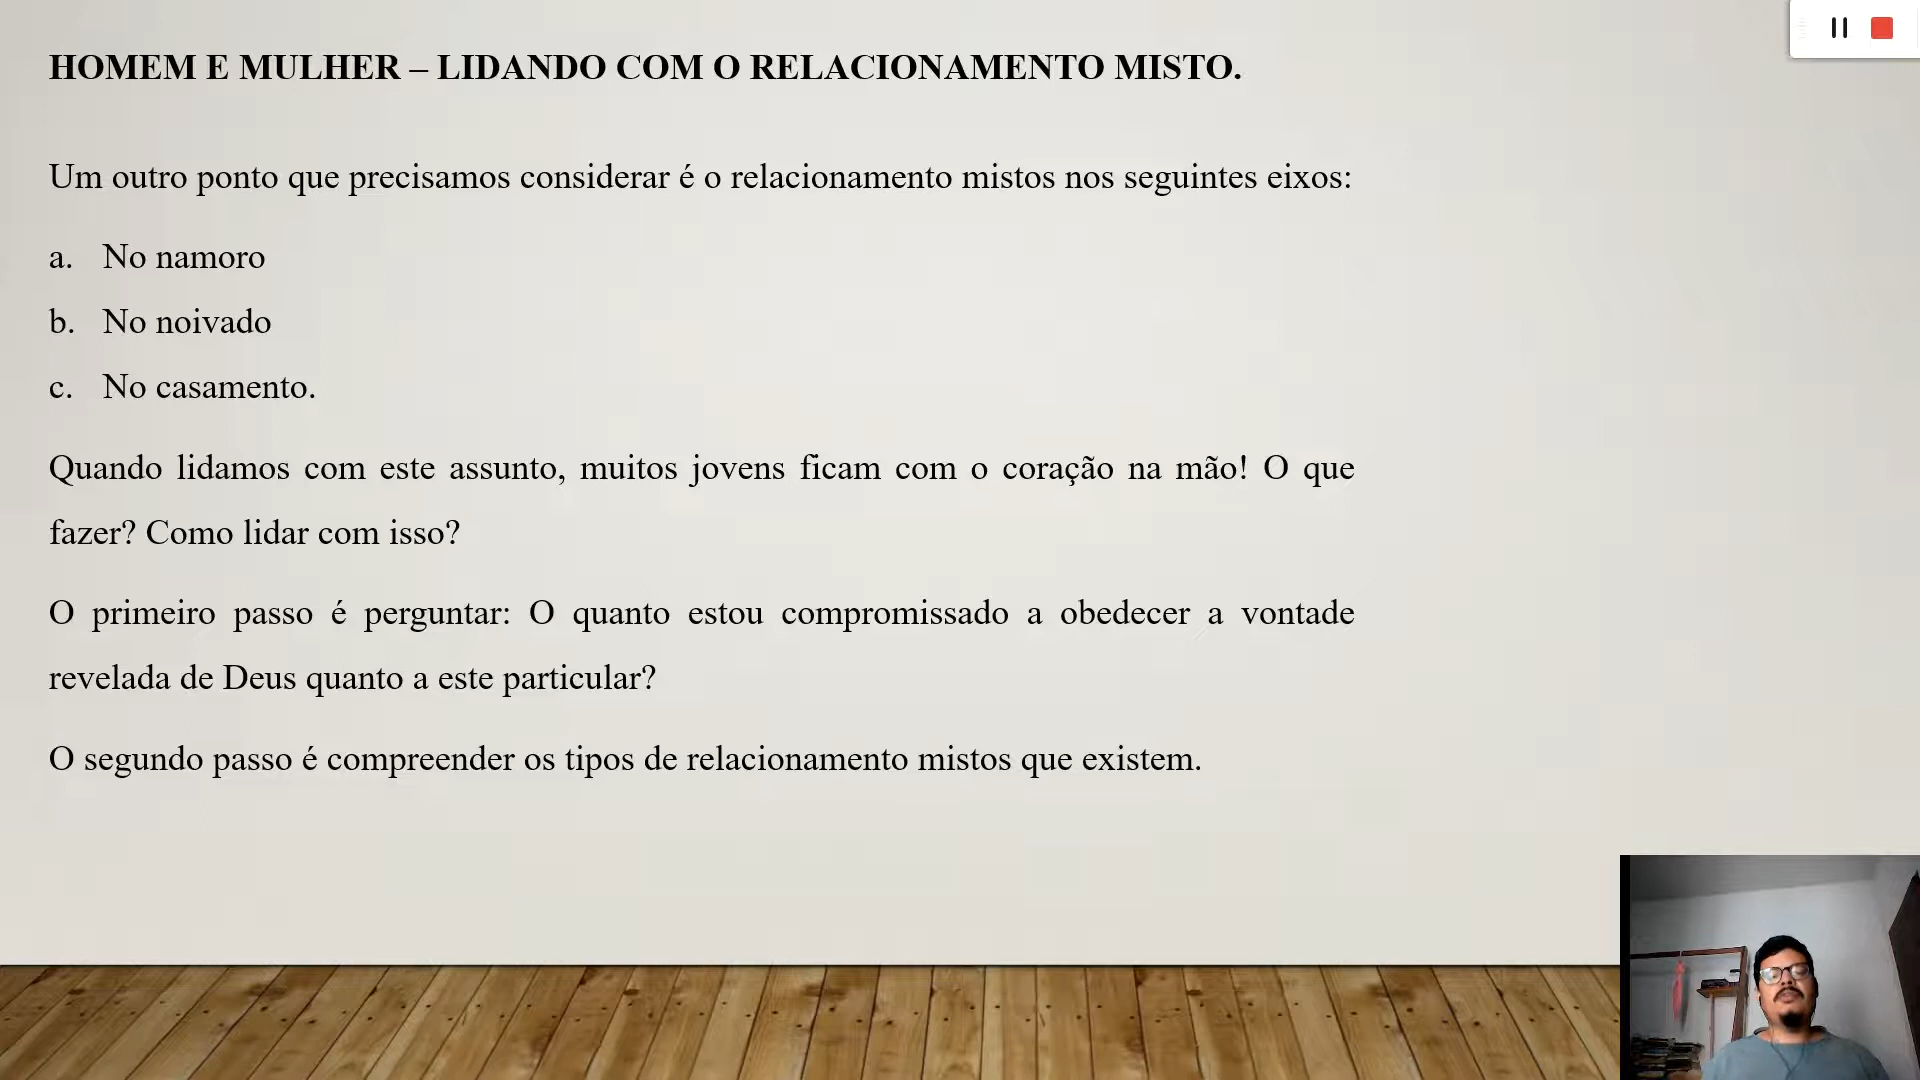 HOMEM E MULHER – LIDANDO COM O RELACIONAMENTO MISTO.
Um outro ponto que precisamos considerar é o relacionamento mistos nos seguintes eixos:
a. No namoro
b. No noivado
c. No casamento.
Quando lidamos com este assunto, muitos jovens ficam com o coração na mão! O que
fazer? Como lidar com isso?
O primeiro passo é perguntar: O quanto estou compromissado a obedecer a vontade
revelada de Deus quanto a este particular?
O segundo passo é compreender os tipos de relacionamento mistos que existem.